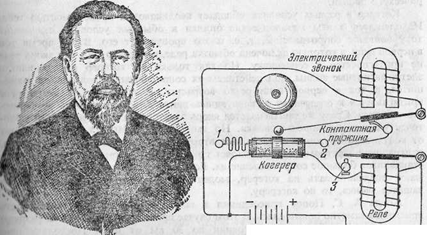 Электрический
звонок
Контактная
пружина
1
2
Когерер
3
Реле
- +